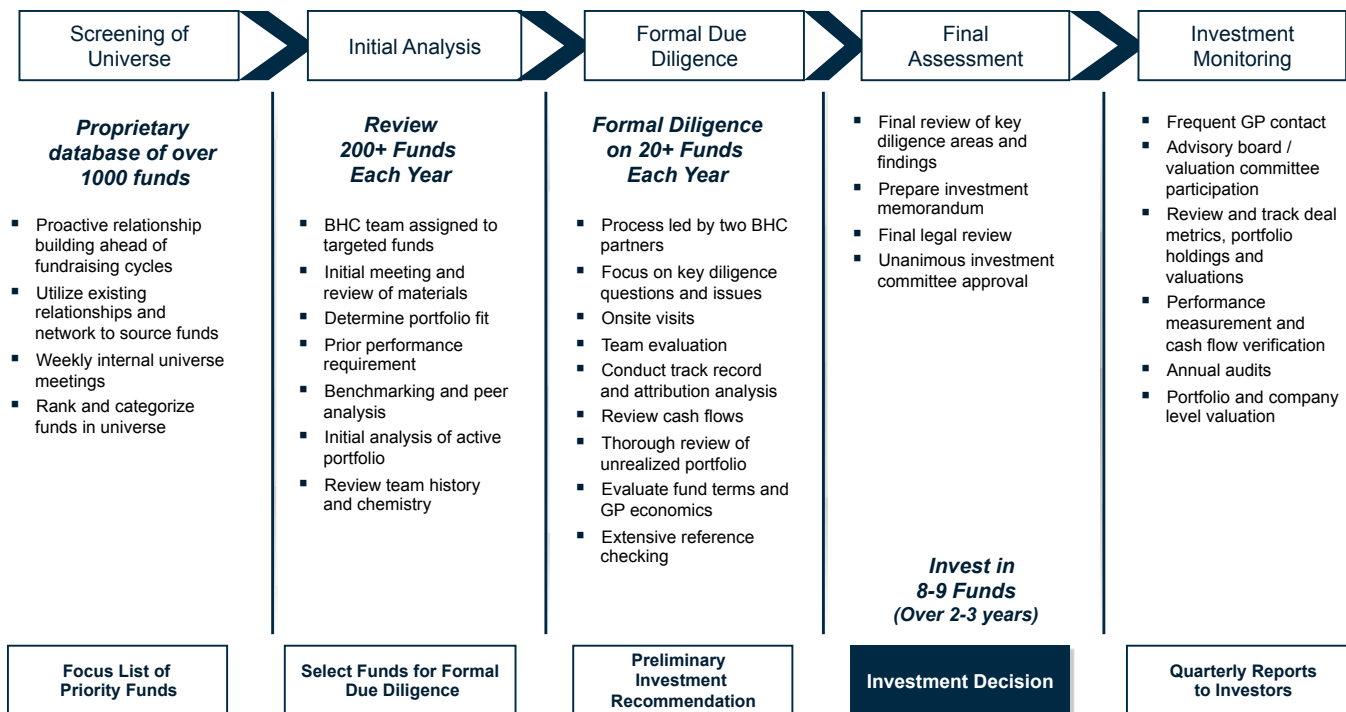 Screening of
Universe
Initial Analysis
Formal Due
Diligence
Final
Assessment
Investment
Monitoring
Proprietary
database of over
1000 funds
▪ Proactive relationship
building ahead of
fundraising cycles
▪ Utilize existing
relationships and
network to source funds
▪ Weekly internal universe
meetings
▪ Rank and categorize
funds in universe
Review
200+ Funds
Each Year
▪ BHC team assigned to
targeted funds
▪ Initial meeting and
review of materials
▪ Determine portfolio fit
▪ Prior performance
requirement
▪ Benchmarking and peer
analysis
▪ Initial analysis of active
portfolio
▪ Review team history
and chemistry
Formal Diligence
on 20+ Funds
Each Year
▪ Process led by two BHC
partners
▪ Focus on key diligence
questions and issues
▪ Onsite visits
▪ Team evaluation
▪ Conduct track record
and attribution analysis
▪ Review cash flows
▪ Thorough review of
unrealized portfolio
▪ Evaluate fund terms and
GP economics
▪ Extensive reference
checking
▪ Final review of key
diligence areas and
findings
▪ Prepare investment
memorandum
▪ Final legal review
▪ Unanimous investment
committee approval
Invest in
8-9 Funds
(Over 2-3 years)
▪ Frequent GP contact
▪ Advisory board /
valuation committee
participation
▪ Review and track deal
metrics, portfolio
holdings and
valuations
▪ Performance
measurement and
cash flow verification
▪ Annual audits
▪ Portfolio and company
level valuation
Focus List of
Priority Funds
Select Funds for Formal
Due Diligence
Preliminary
Investment
Recommendation
Investment Decision
Quarterly Reports
to Investors